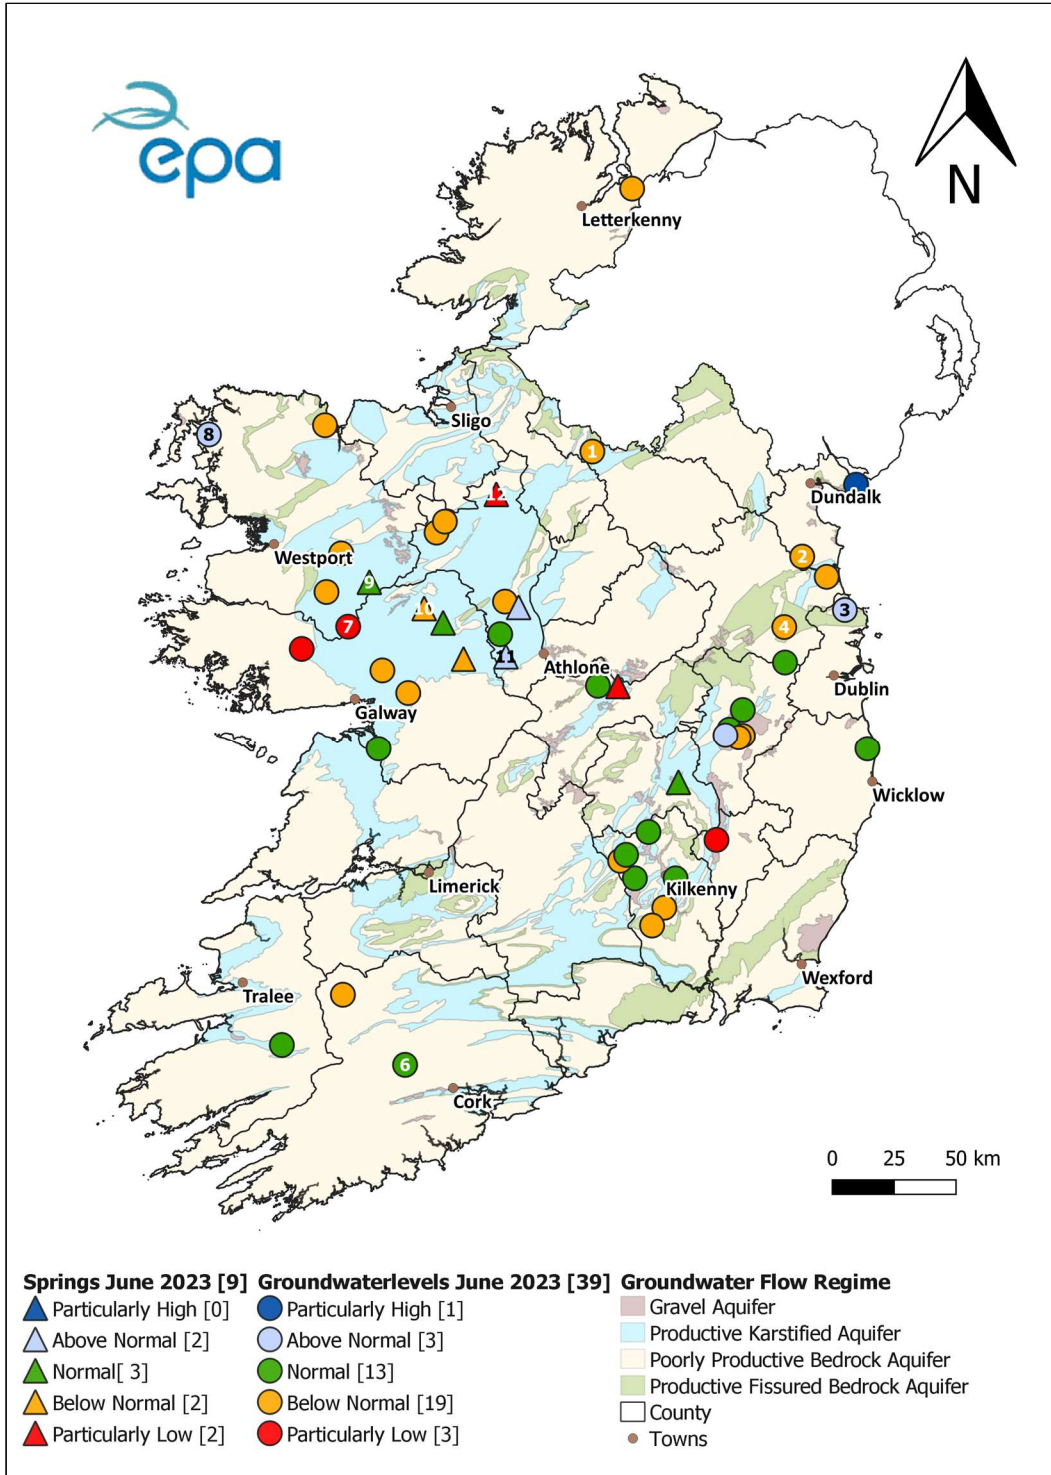 epa
N
Letterkenny
Sligo
8
1
Dundalk
12
Westport
2
9
10
3
7
4
11
Athlone
Dublin
Galway
Wicklow
Limerick
Kilkenny
Wexford
Tralee
6
Cork
0 25 50 km
Springs June 2023 [9]
Particularly High [0]
Above Normal [2]
Normal[ 3]
Below Normal [2]
Particularly Low [2]
Groundwaterlevels June 2023 [39]
Particularly High [1]
Above Normal [3]
Normal [13]
Below Normal [19]
Particularly Low [3]
Groundwater Flow Regime
Gravel Aquifer
Productive Karstified Aquifer
Poorly Productive Bedrock Aquifer
Productive Fissured Bedrock Aquifer
County
Towns